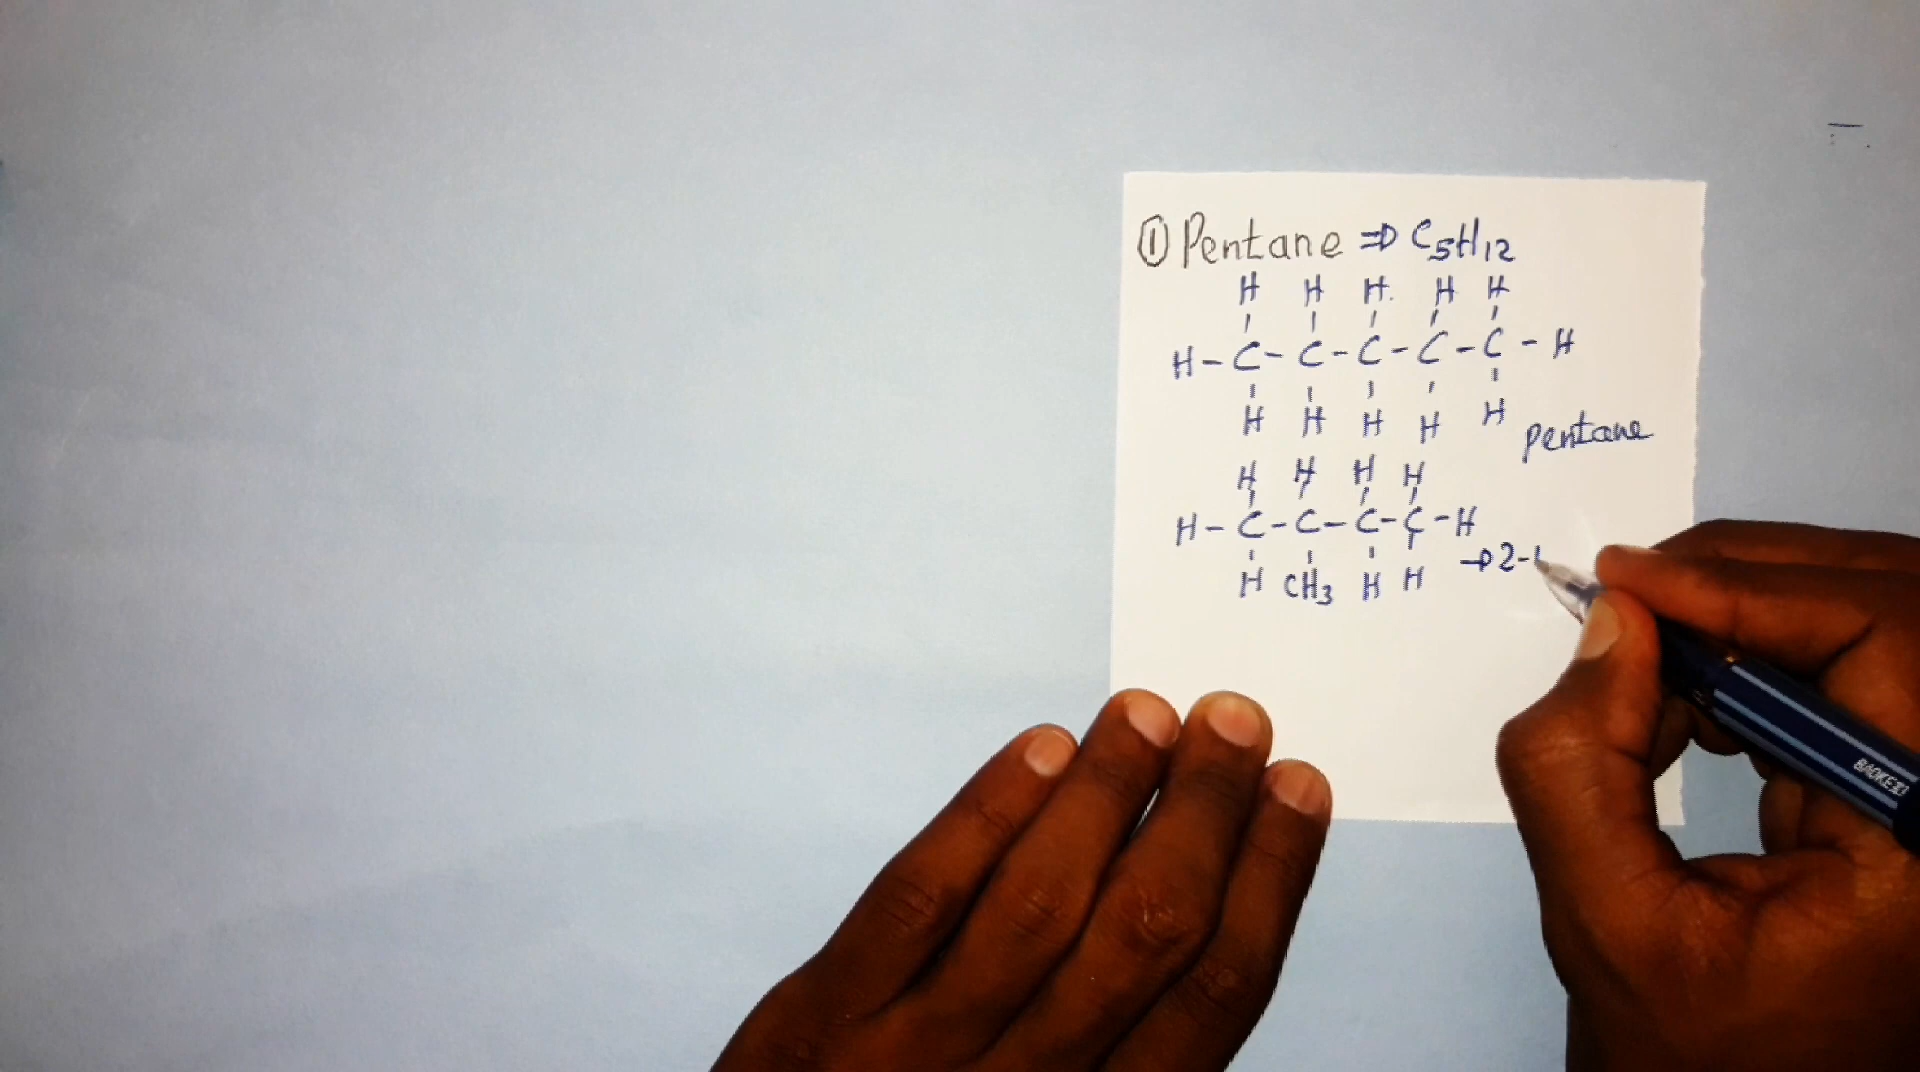 ① Pentane ⇒ C5H12
H H H H H
H-C-C-C-C-C-H
H H H H H
pentane
H H H H
H-C-C-C-C-H
H CH3 H H
→2-
BAOKE